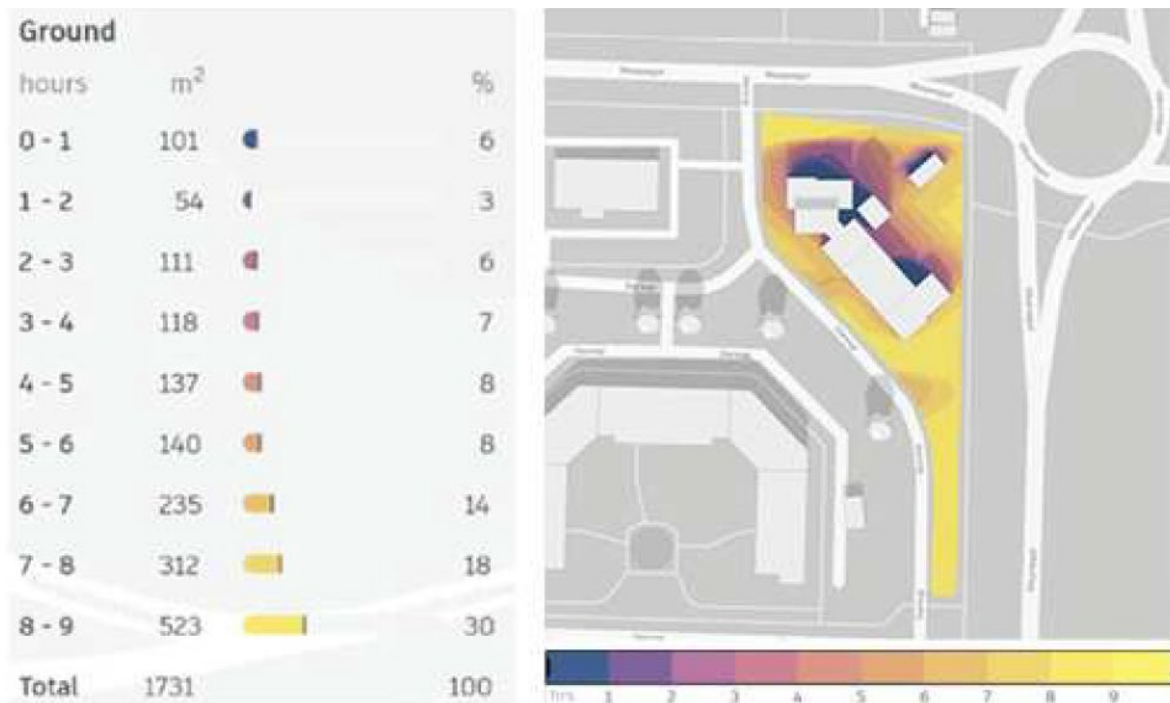 Ground
hours m² %
0 - 1 101 6
1 - 2 54 3
2 - 3 111 6
3 - 4 118 7
4 - 5 137 8
5 - 6 140 8
6 - 7 235 14
7 - 8 312 18
8 - 9 523 30
Total 1731 100
hrs 1 2 3 4 5 6 7 8 9